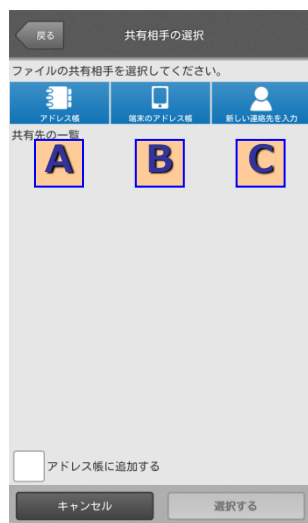 戻る 共有相手の選択
ファイルの共有相手を選択してください。
アドレス帳 端末のアドレス帳 新しい連絡先を入力
共有先の一覧
A B C
アドレス帳に追加する
キャンセル 選択する